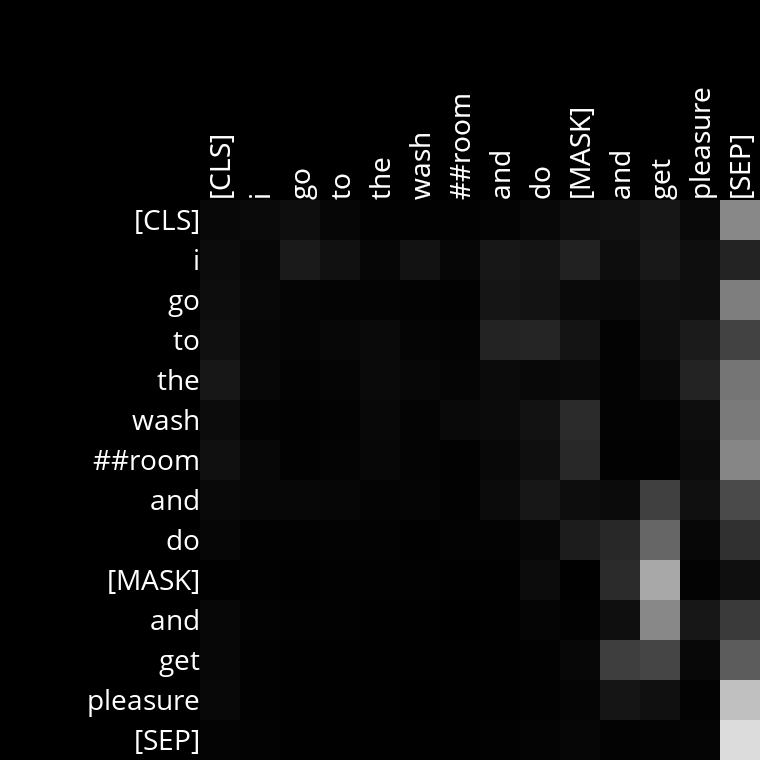 [CLS] i go to the wash ##room and do [MASK] and get pleasure [SEP]
[CLS]
i
go
to
the
wash
##room
and
do
[MASK]
and
get
pleasure
[SEP]